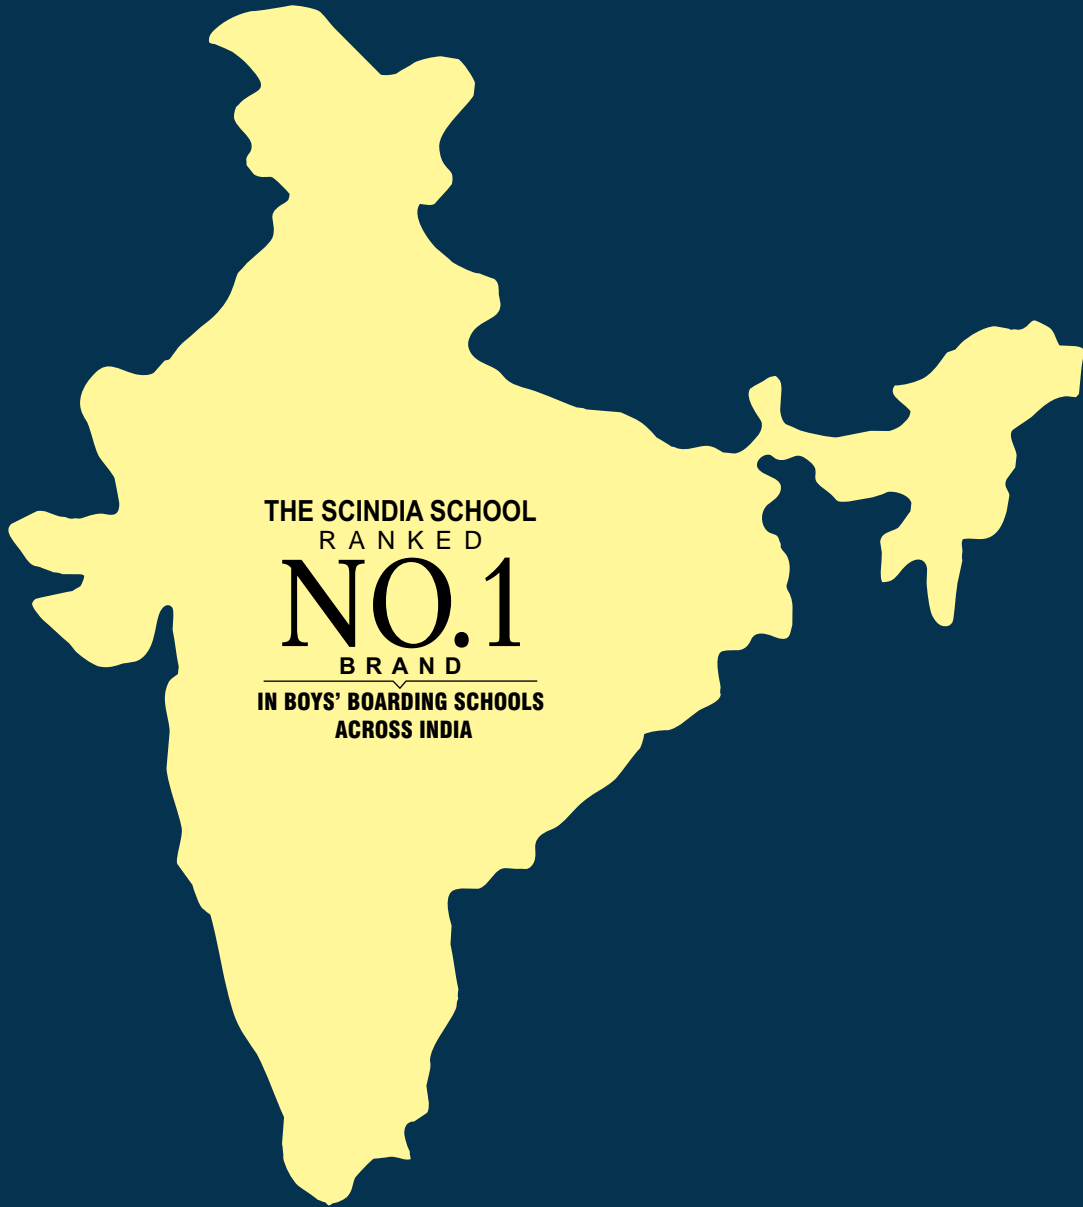 THE SCINDIA SCHOOL
RANKED
NO.1
BRAND
IN BOYS’ BOARDING SCHOOLS
ACROSS INDIA